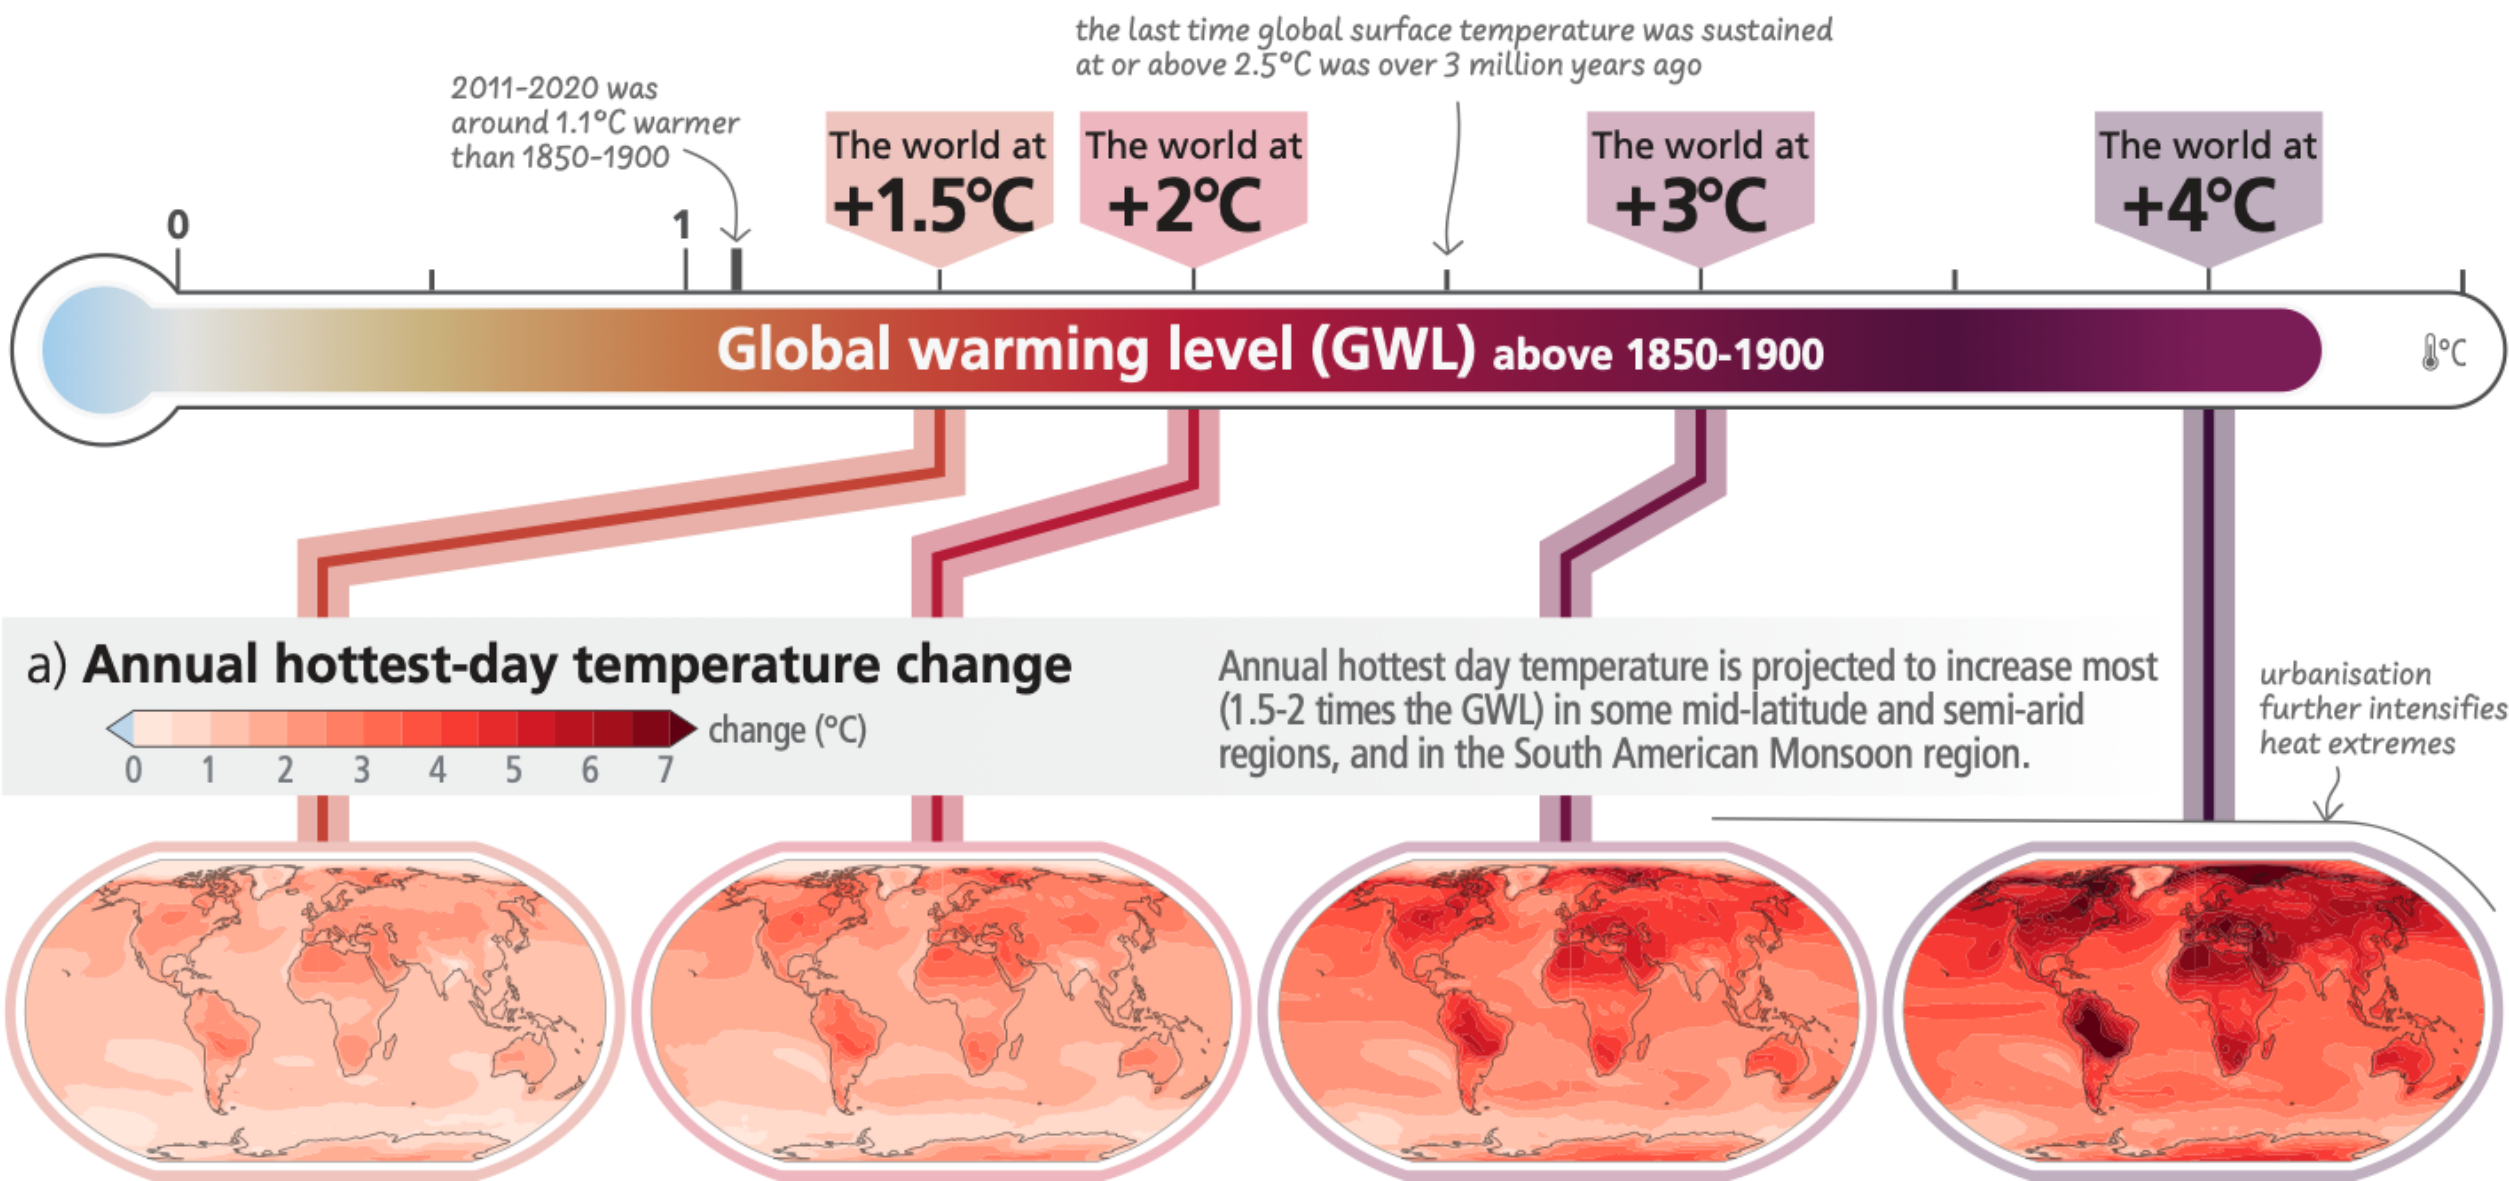 the last time global surface temperature was sustained
at or above 2.5°C was over 3 million years ago
2011-2020 was
around 1.1°C warmer
than 1850-1900
The world at
+1.5°C
The world at
+2°C
The world at
+3°C
The world at
+4°C
0
1
Global warming level (GWL) above 1850-1900
°C
a) Annual hottest-day temperature change
change (°C)
0 1 2 3 4 5 6 7
Annual hottest day temperature is projected to increase most
(1.5-2 times the GWL) in some mid-latitude and semi-arid
regions, and in the South American Monsoon region.
urbanisation
further intensifies
heat extremes